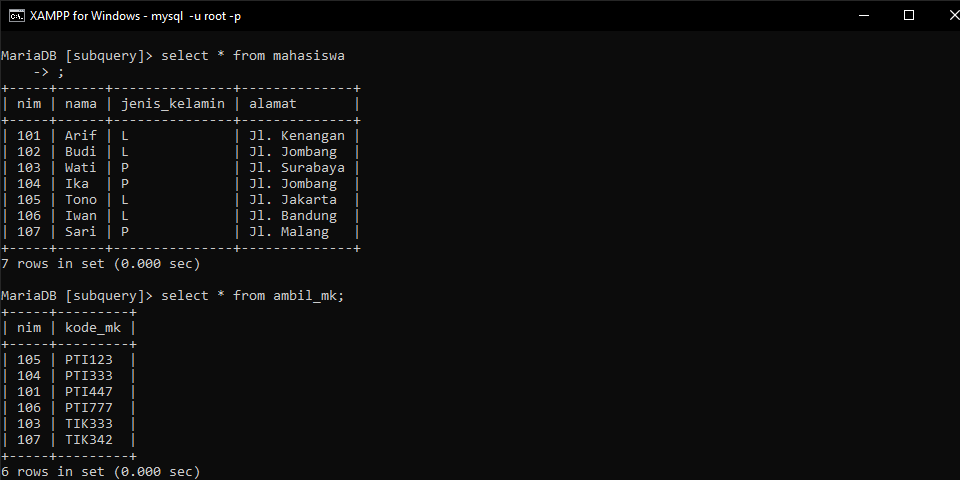 XAMPP for Windows - mysql  -u root -p
MariaDB [subquery]> select * from mahasiswa
    -> ;
+-----+------+---------------+--------------+
| nim | nama | jenis_kelamin | alamat       |
+-----+------+---------------+--------------+
| 101 | Arif | L             | Jl. Kenangan |
| 102 | Budi | L             | Jl. Jombang  |
| 103 | Wati | P             | Jl. Surabaya |
| 104 | Ika  | P             | Jl. Jombang  |
| 105 | Tono | L             | Jl. Jakarta  |
| 106 | Iwan | L             | Jl. Bandung  |
| 107 | Sari | P             | Jl. Malang   |
+-----+------+---------------+--------------+
7 rows in set (0.000 sec)
MariaDB [subquery]> select * from ambil_mk;
+-----+---------+
| nim | kode_mk |
+-----+---------+
| 105 | PTI123  |
| 104 | PTI333  |
| 101 | PTI447  |
| 106 | PTI777  |
| 103 | TIK333  |
| 107 | TIK342  |
+-----+---------+
6 rows in set (0.000 sec)